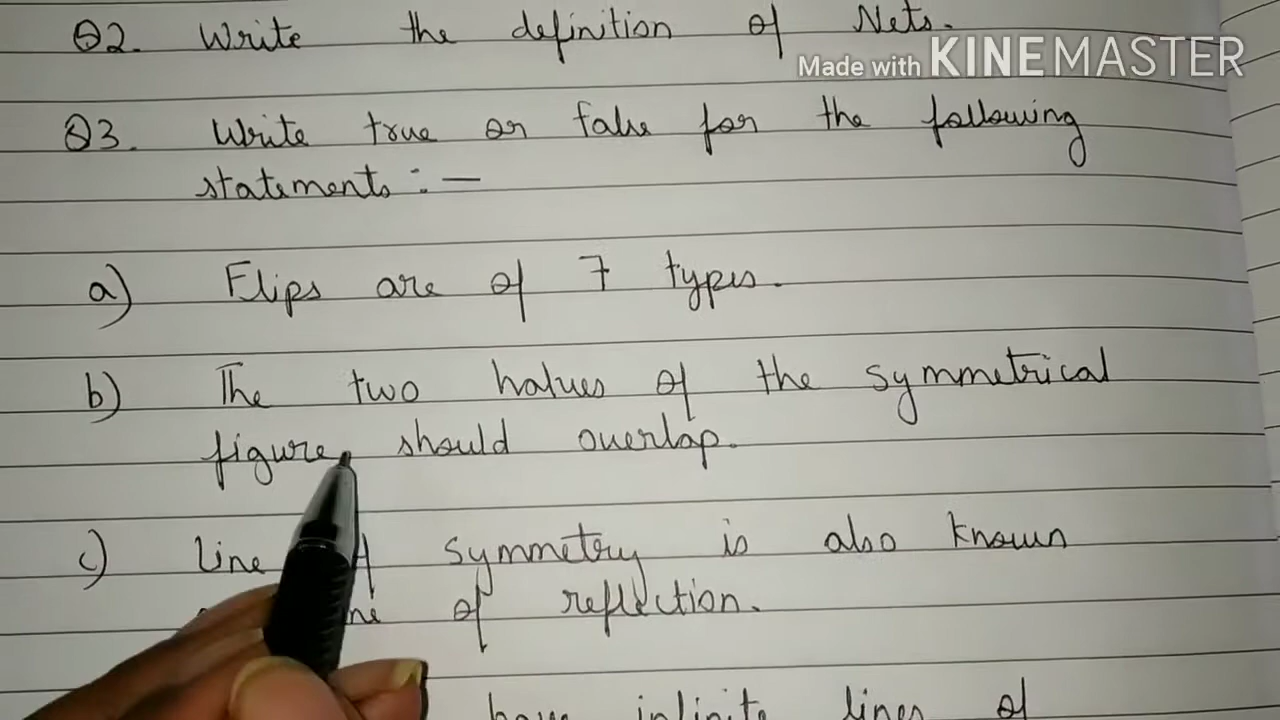 Q2. Write the definition of Nets.
Made with KINEMASTER
Q3. Write true or false for the following
statements : —
a) Flips are of 7 types.
b) The two halves of the symmetrical
figure should overlap.
c) Line of symmetry is also known
line of reflection.
have infinite lines of